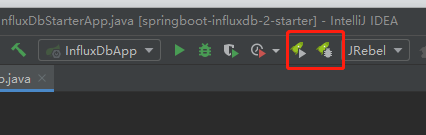 nfluxDbStarterApp.java [springboot-influxdb-2-starter] - IntelliJ IDEA
InfluxDbApp
JRebel
o.java